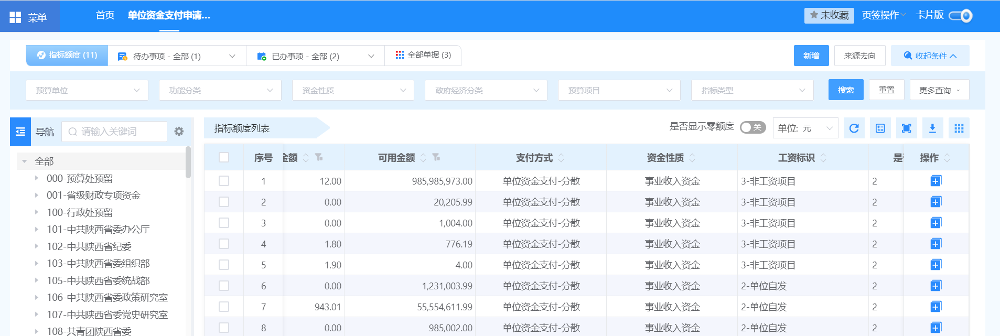 菜单 首页 单位资金支付申请... 未收藏 页签操作 卡片版
指标额度 (11) 待办事项 - 全部 (1) 已办事项 - 全部 (2) 全部单据 (3) 新增 来源去向 收起条件
预算单位 功能分类 资金性质 政府经济分类 预算项目 指标类型 搜索 重置 更多查询
导航 请输入关键词
全部
000-预算处预留
001-省级财政专项资金
100-行政处预留
101-中共陕西省委办公厅
102-中共陕西省纪委
103-中共陕西省委组织部
105-中共陕西省委统战部
106-中共陕西省委政策研究室
107-中共陕西省委党史研究室
108-共青团陕西省委
指标额度列表 是否显示零额度 关 单位: 元
序号 金额 可用金额 支付方式 资金性质 工资标识 是 操作
1 12.00 985,985,973.00 单位资金支付-分散 事业收入资金 3-非工资项目 2
2 0.00 20,205.99 单位资金支付-分散 事业收入资金 3-非工资项目 2
3 0.00 1,004.00 单位资金支付-分散 事业收入资金 3-非工资项目 2
4 1.80 776.19 单位资金支付-分散 事业收入资金 3-非工资项目 2
5 1.90 4.00 单位资金支付-分散 事业收入资金 3-非工资项目 2
6 0.00 1,231,003.99 单位资金支付-分散 事业收入资金 2-单位自发 2
7 943.01 55,554,611.99 单位资金支付-分散 事业收入资金 2-单位自发 2
8 0.00 985,002.00 单位资金支付-分散 事业收入资金 2-单位自发 2